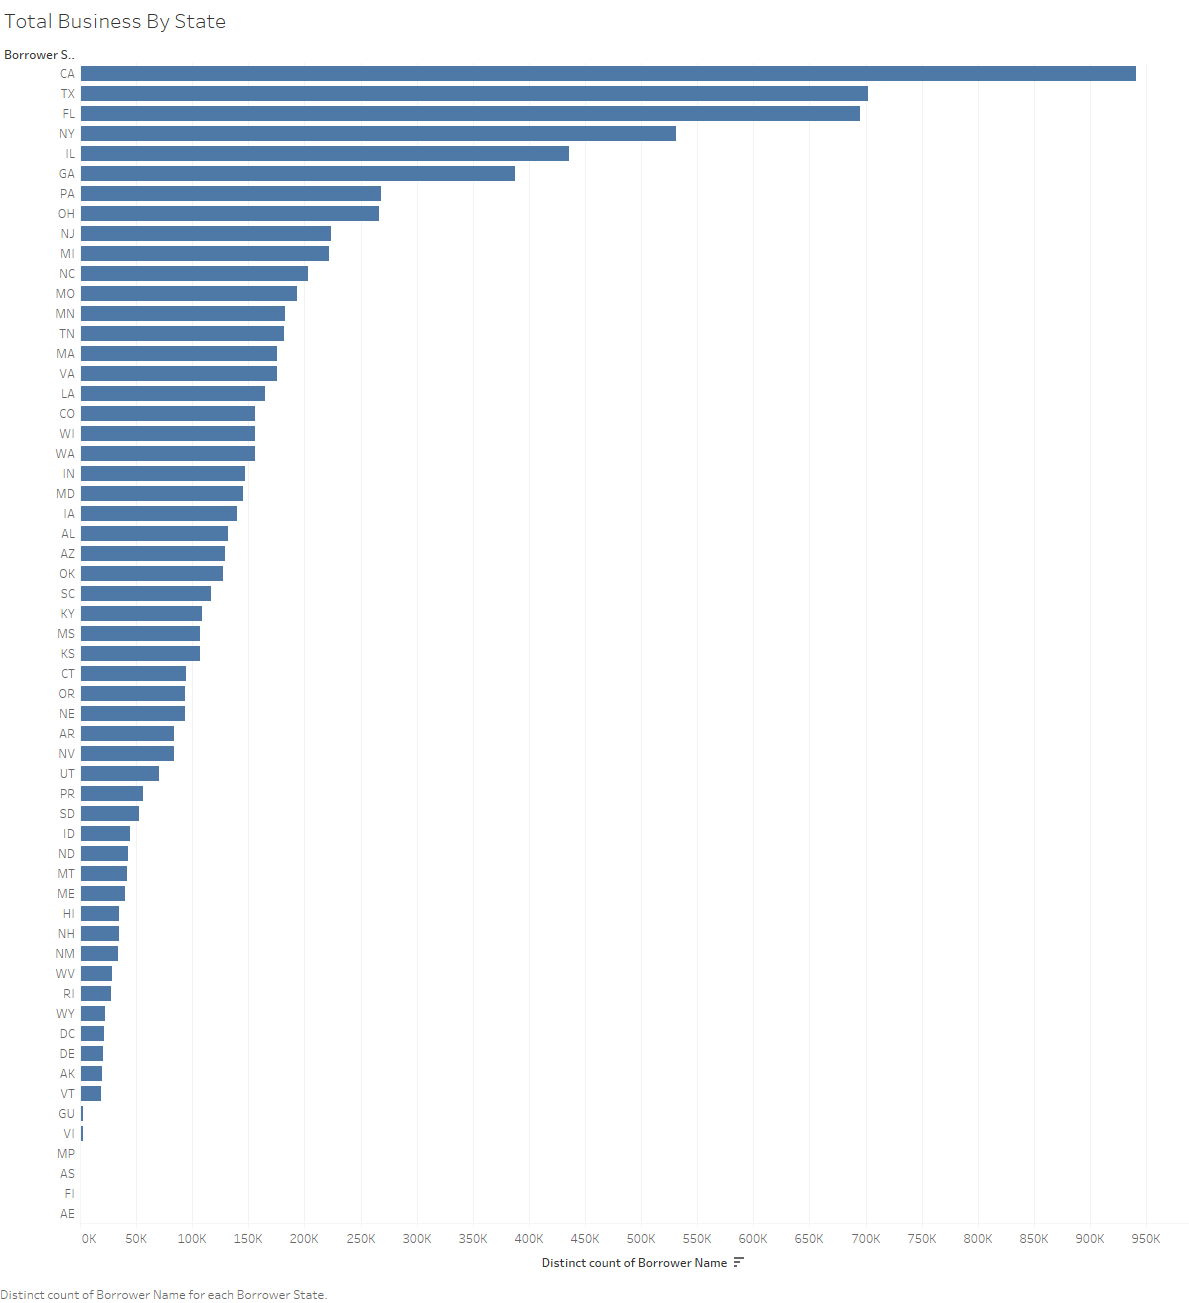 Total Business By State
Borrower S..
CA
TX
FL
NY
IL
GA
PA
OH
NJ
MI
NC
MO
MN
TN
MA
VA
LA
CO
WI
WA
IN
MD
IA
AL
AZ
OK
SC
KY
MS
KS
CT
OR
NE
AR
NV
UT
PR
SD
ID
ND
MT
ME
HI
NH
NM
WV
RI
WY
DC
DE
AK
VT
GU
VI
MP
AS
FI
AE
0K 50K 100K 150K 200K 250K 300K 350K 400K 450K 500K 550K 600K 650K 700K 750K 800K 850K 900K 950K
Distinct count of Borrower Name
Distinct count of Borrower Name for each Borrower State.